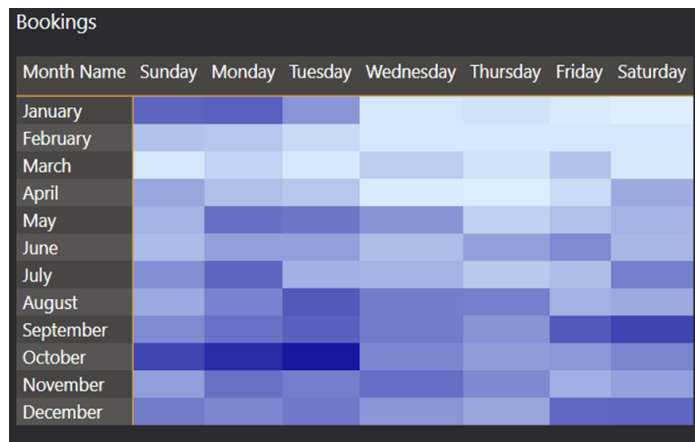 Bookings
Month Name Sunday Monday Tuesday Wednesday Thursday Friday Saturday
January
February
March
April
May
June
July
August
September
October
November
December